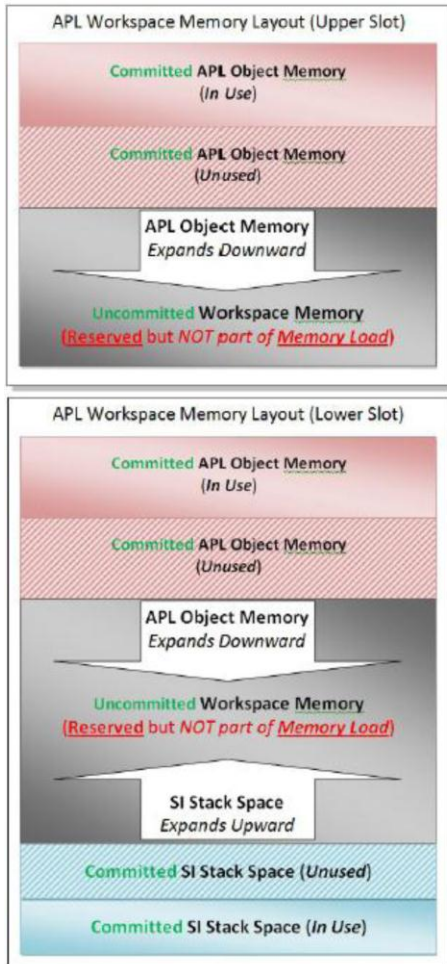 APL Workspace Memory Layout (Upper Slot)
Committed APL Object Memory
(In Use)
Committed APL Object Memory
(Unused)
APL Object Memory
Expands Downward
Uncommitted Workspace Memory
(Reserved but NOT part of Memory Load)
APL Workspace Memory Layout (Lower Slot)
Committed APL Object Memory
(In Use)
Committed APL Object Memory
(Unused)
APL Object Memory
Expands Downward
Uncommitted Workspace Memory
(Reserved but NOT part of Memory Load)
SI Stack Space
Expands Upward
Committed SI Stack Space (Unused)
Committed SI Stack Space (In Use)